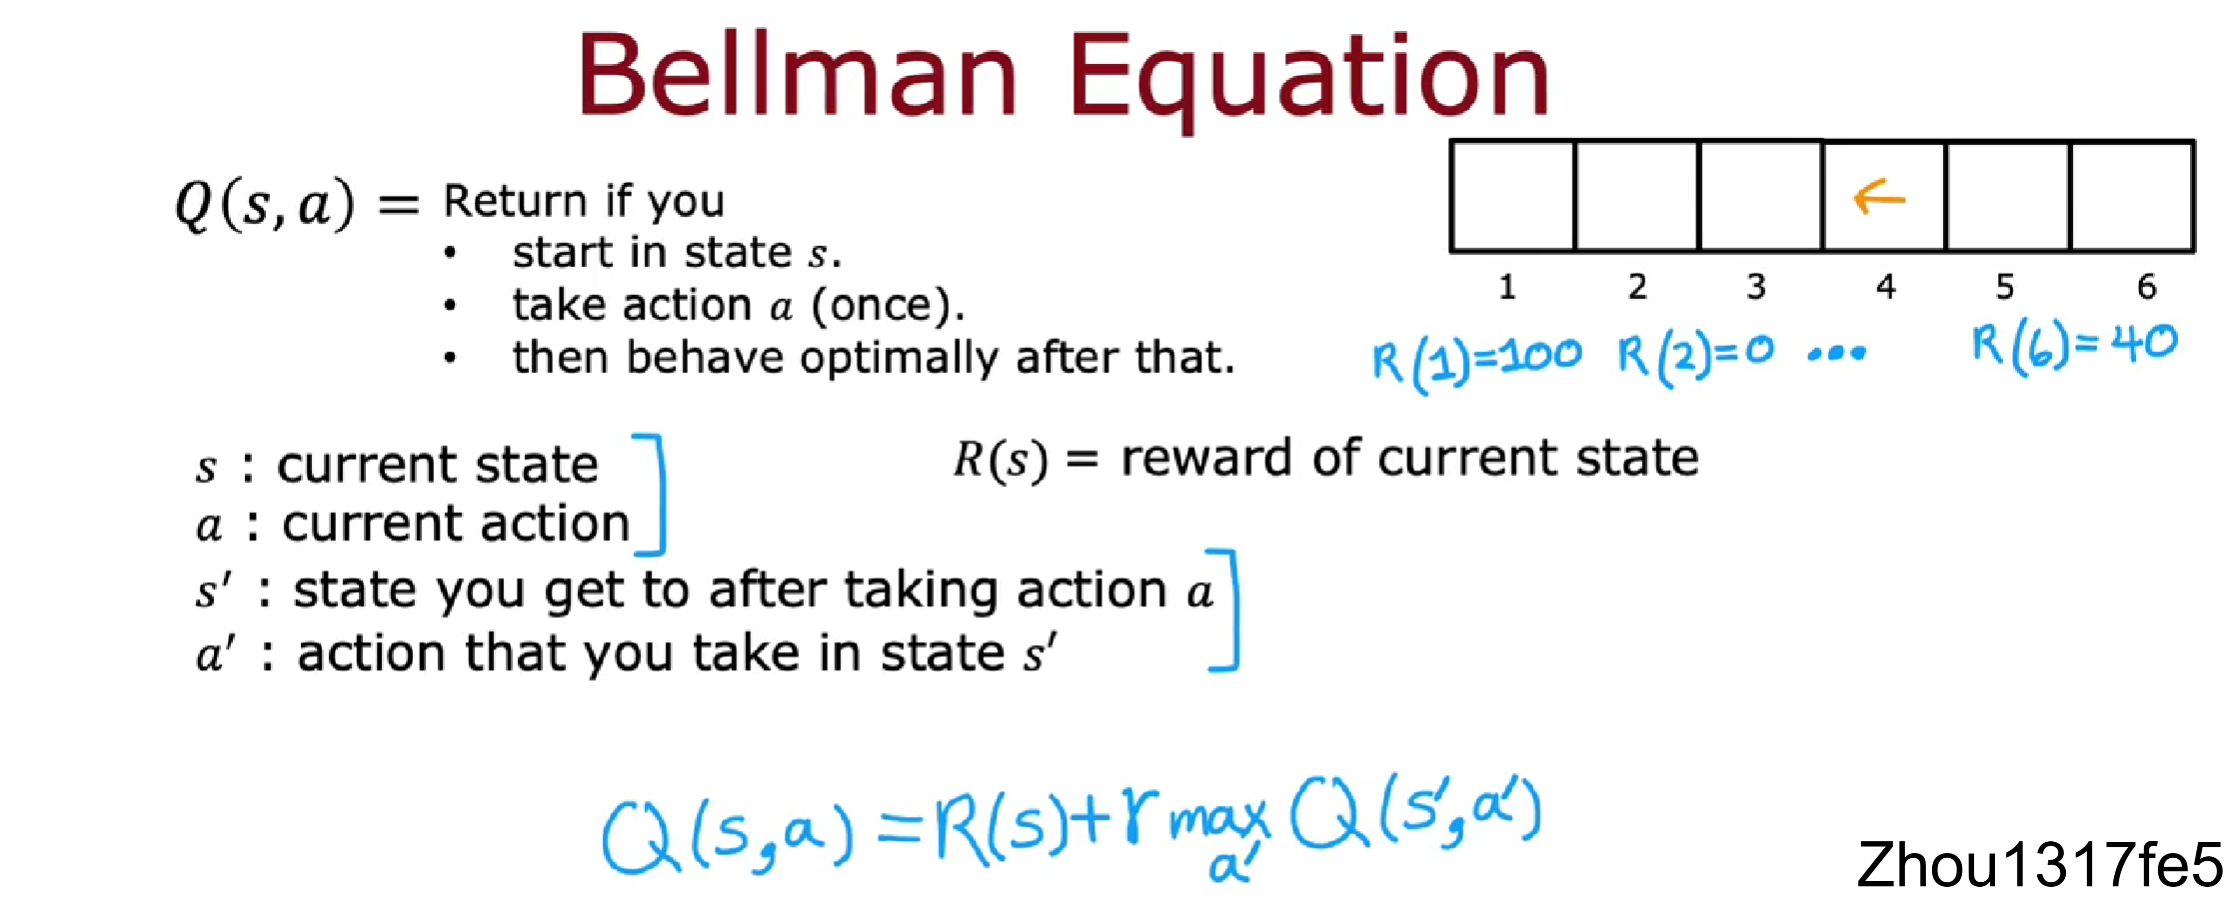 Bellman Equation
Q(s, a) = Return if you
• start in state s.
• take action a (once).
• then behave optimally after that.
1 2 3 4 5 6
R(1)=100 R(2)=0 ... R(6)=40
s : current state
a : current action
R(s) = reward of current state
s′ : state you get to after taking action a
a′ : action that you take in state s′
Q(s,a) = R(s)+γ max Q(s′,a′)
a′
Zhou1317fe5